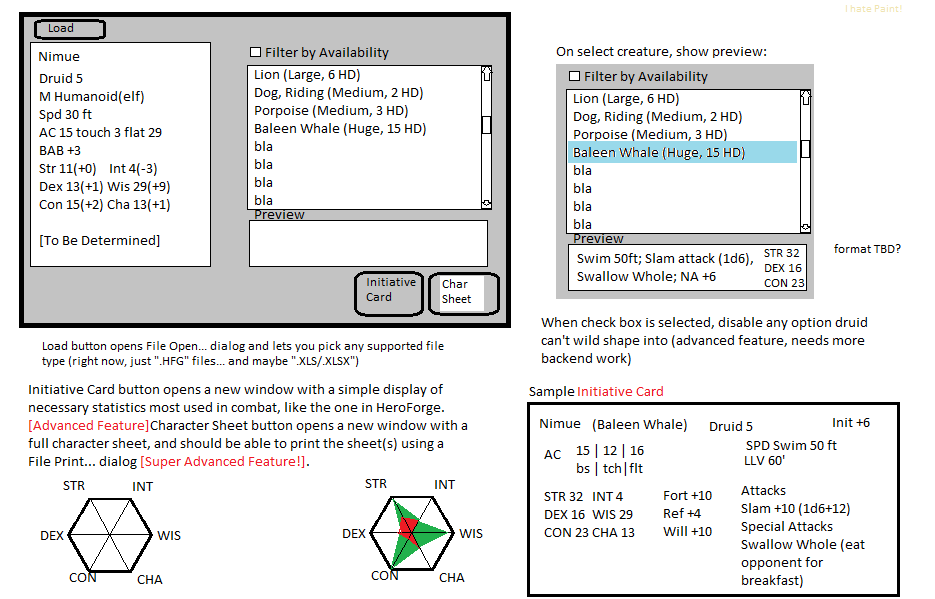 I hate Paint!
Load
Nimue
Druid 5
M Humanoid(elf)
Spd 30 ft
AC 15 touch 3 flat 29
BAB +3
Str 11(+0) Int 4(-3)
Dex 13(+1) Wis 29(+9)
Con 15(+2) Cha 13(+1)
[To Be Determined]
Filter by Availability
Lion (Large, 6 HD)
Dog, Riding (Medium, 2 HD)
Porpoise (Medium, 3 HD)
Baleen Whale (Huge, 15 HD)
bla
bla
bla
bla
Preview
Initiative
Card
Char
Sheet
On select creature, show preview:
Filter by Availability
Lion (Large, 6 HD)
Dog, Riding (Medium, 2 HD)
Porpoise (Medium, 3 HD)
Baleen Whale (Huge, 15 HD)
bla
bla
bla
bla
Preview
Swim 50ft; Slam attack (1d6),
Swallow Whole; NA +6
STR 32
DEX 16
CON 23
format TBD?
When check box is selected, disable any option druid
can't wild shape into (advanced feature, needs more
backend work)
Load button opens File Open... dialog and lets you pick any supported file
type (right now, just ".HFG" files... and maybe ".XLS/.XLSX")
Initiative Card button opens a new window with a simple display of
necessary statistics most used in combat, like the one in HeroForge.
[Advanced Feature]Character Sheet button opens a new window with a
full character sheet, and should be able to print the sheet(s) using a
File Print... dialog [Super Advanced Feature!].
STR INT
DEX WIS
CON CHA
STR INT
DEX WIS
CON CHA
Sample Initiative Card
Nimue (Baleen Whale) Druid 5 Init +6
AC 15 | 12 | 16
bs | tch|flt
SPD Swim 50 ft
LLV 60'
STR 32 INT 4
DEX 16 WIS 29
CON 23 CHA 13
Fort +10
Ref +4
Will +10
Attacks
Slam +10 (1d6+12)
Special Attacks
Swallow Whole (eat
opponent for
breakfast)